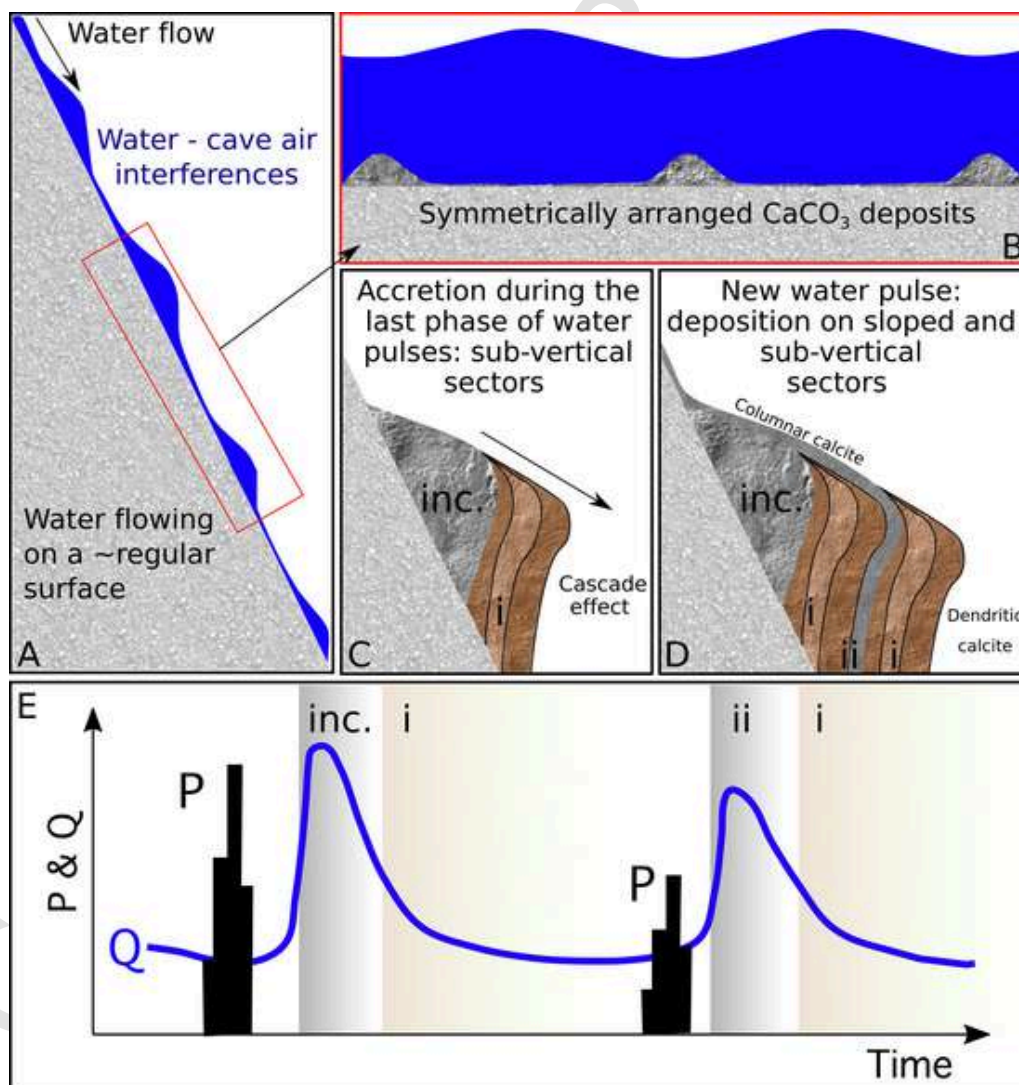 Water flow
Water - cave air
interferences
Water flowing
on a ~regular
surface
A
Symmetrically arranged CaCO₃ deposits
B
Accretion during the
last phase of water
pulses: sub-vertical
sectors
inc.
i
Cascade
effect
C
New water pulse:
deposition on sloped and
sub-vertical
sectors
Columnar calcite
inc.
i
ii
i
Dendritic
calcite
D
E
inc.
i
ii
i
P
P
P & Q
Q
Time